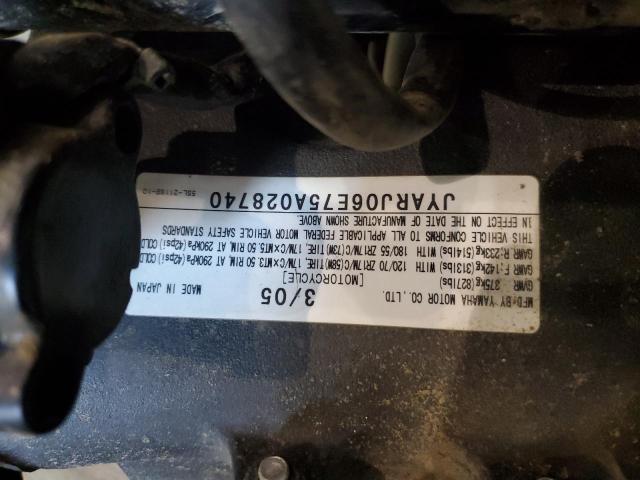 MFD. BY YAMAHA MOTOR CO., LTD. 3/05 MADE IN JAPAN
GVWR 375kg (827lbs) [MOTORCYCLE]
GAWR F:142kg (313lbs) WITH 120/70 ZR17M/C(58W)TIRE, 17M/C×MT3.50 RIM, AT 290kPa (42psi) COLD
GAWR R:233kg (514lbs) WITH 180/55 ZR17M/C(73W) TIRE, 17M/C×MT5.50 RIM AT 290kPa (42psi) COLD
THIS VEHICLE CONFORMS TO ALL APPLICABLE FEDERAL MOTOR VEHICLE SAFETY STANDARDS
IN EFFECT ON THE DATE OF MANUFACTURE SHOWN ABOVE.
JYARJ06E75A028740